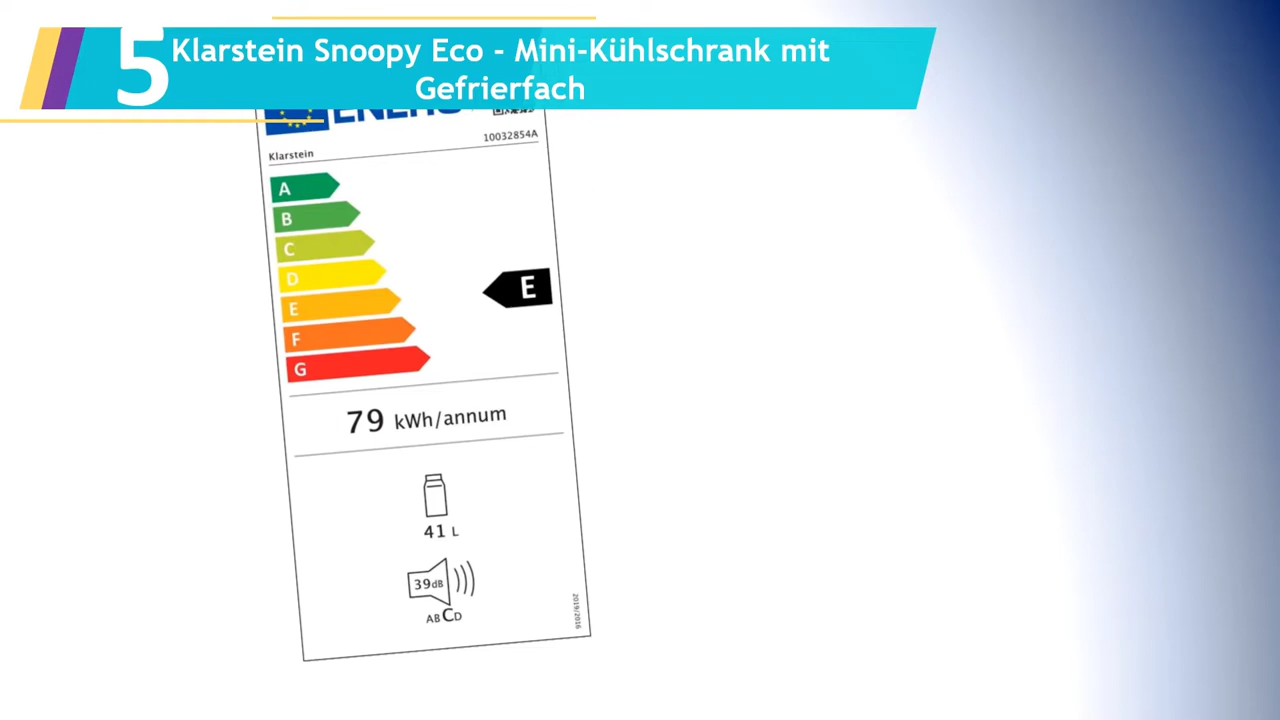 5
Klarstein Snoopy Eco - Mini-Kühlschrank mit
Gefrierfach
10032854A
Klarstein
A
B
C
D
E
E
F
G
79 kWh/annum
41 L
39dB
ABCD
2019/2016